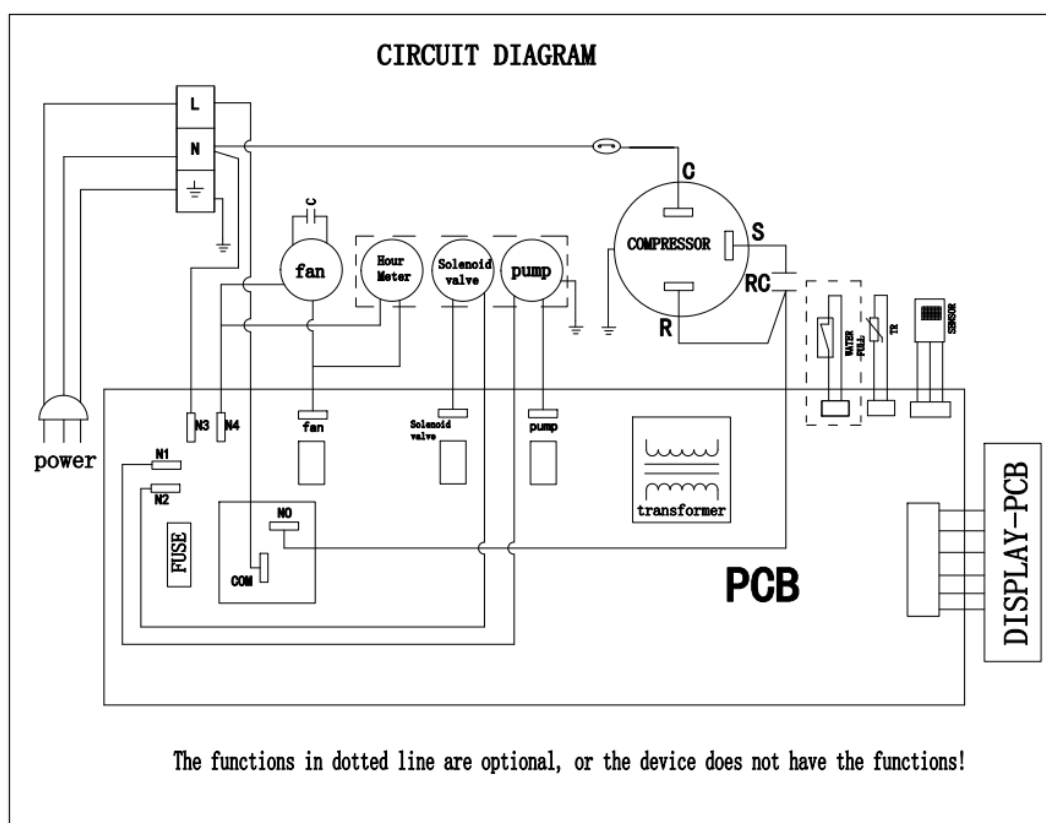 CIRCUIT DIAGRAM
L
N
C
C
S
COMPRESSOR
R
RC
fan
Hour
Meter
Solenoid
valve
pump
WATER
FULL
TR
SENSOR
power
N3
N4
fan
Solenoid
valve
pump
N1
N2
FUSE
NO
COM
transformer
PCB
DISPLAY-PCB
The functions in dotted line are optional, or the device does not have the functions!